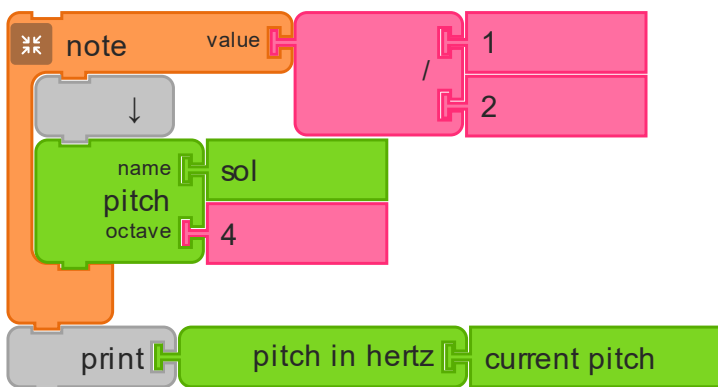 note value 1
/
2
↓
name sol
pitch
octave 4
print pitch in hertz current pitch